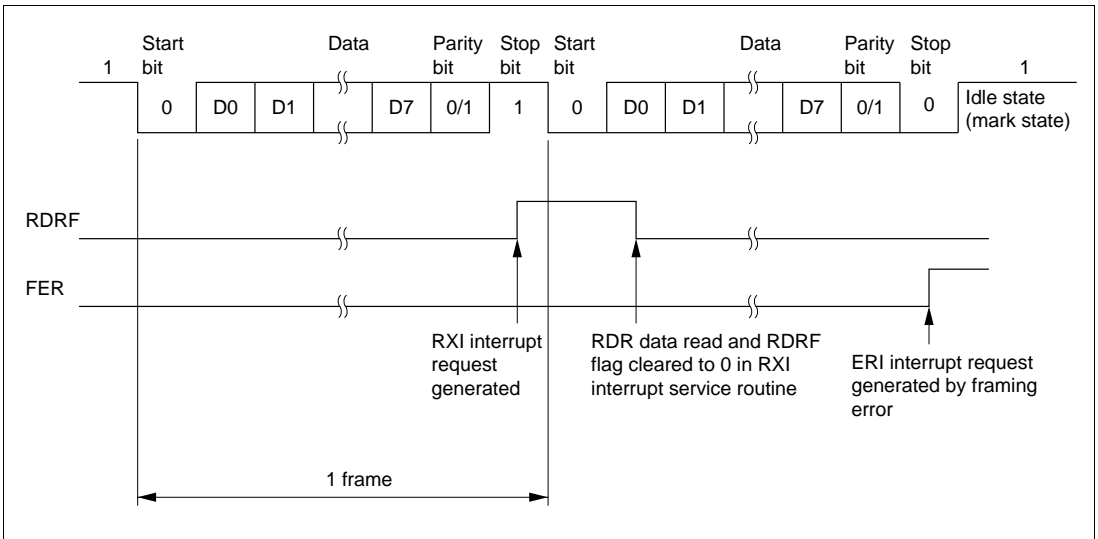 Start bit
Data
Parity bit
Stop bit
Start bit
Data
Parity bit
Stop bit
1
1
0
D0
D1
D7
0/1
1
0
D0
D1
D7
0/1
0
Idle state
(mark state)
RDRF
FER
RXI interrupt
request
generated
RDR data read and RDRF
flag cleared to 0 in RXI
interrupt service routine
ERI interrupt request
generated by framing
error
1 frame